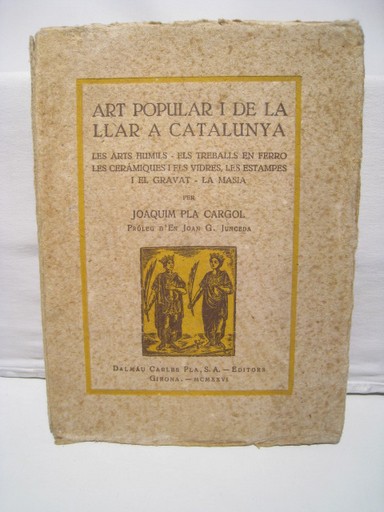 ART POPULAR I DE LA
LLAR A CATALUNYA
LES ARTS HUMILS - ELS TREBALLS EN FERRO
LES CERÀMIQUES I ELS VIDRES, LES ESTAMPES
I EL GRAVAT - LA MASIA
PER
JOAQUIM PLA CARGOL
PRÒLEG D'EN JOAN G. JUNCEDA
DALMÁU CARLES PLA, S.A. — EDITORS
GIRONA. — MCMXXVI